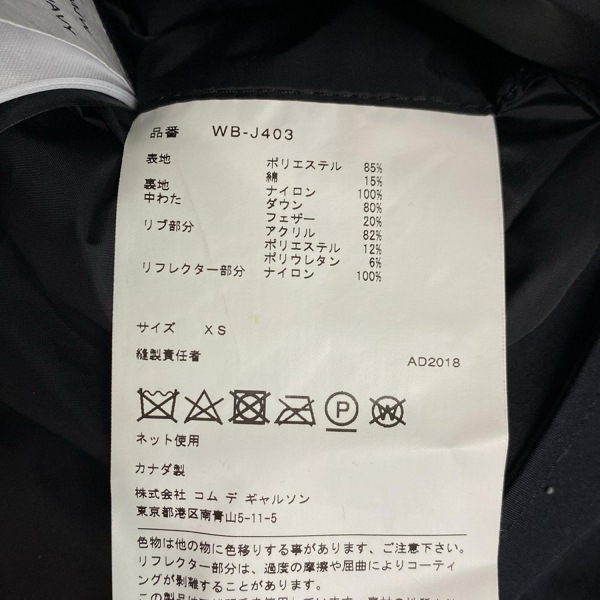 NAVY
品番 WB-J403
表地 ポリエステル 85%
綿 15%
裏地 ナイロン 100%
中わた ダウン 80%
フェザー 20%
リブ部分 アクリル 82%
ポリエステル 12%
ポリウレタン 6%
リフレクター部分 ナイロン 100%
サイズ XS
縫製責任者 AD2018
P W
ネット使用
カナダ製
株式会社 コム デ ギャルソン
東京都港区南青山5-11-5
色物は他の物に色移りする事があります、ご注意下さい。
リフレクター部分は、過度の摩擦や屈曲によりコーティ
ングが剥離することがあります。